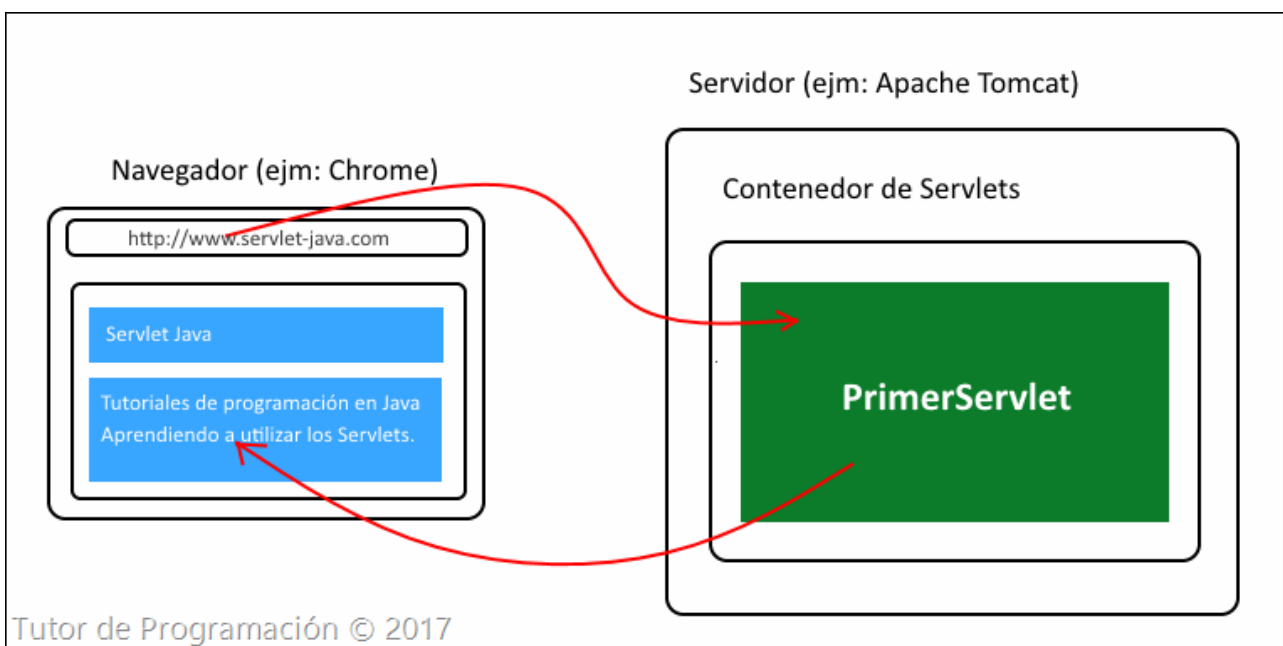 Servidor (ejm: Apache Tomcat)
Navegador (ejm: Chrome)
Contenedor de Servlets
http://www.servlet-java.com
Servlet Java
Tutoriales de programación en Java
Aprendiendo a utilizar los Servlets.
PrimerServlet
Tutor de Programación © 2017